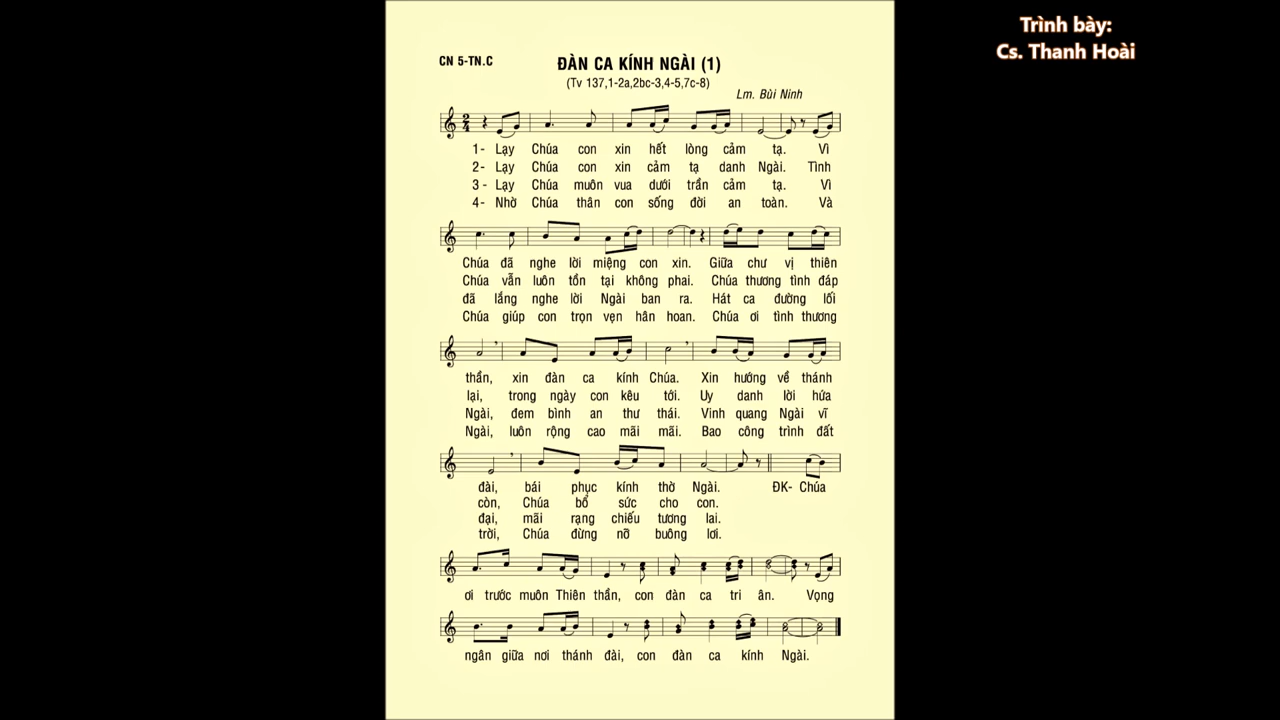 Trình bày:
Cs. Thanh Hoài
CN 5-TN.C
ĐÀN CA KÍNH NGÀI (1)
(Tv 137,1-2a,2bc-3,4-5,7c-8)
Lm. Bùi Ninh
1- Lạy Chúa con xin hết lòng cảm tạ. Vì
2- Lạy Chúa con xin cảm tạ danh Ngài. Tình
3- Lạy Chúa muôn vua dưới trần cảm tạ. Vì
4- Nhờ Chúa thân con sống đời an toàn. Và
Chúa đã nghe lời miệng con xin. Giữa chư vị thiên
Chúa vẫn luôn tồn tại không phai. Chúa thương tình đáp
đã lắng nghe lời Ngài ban ra. Hát ca đường lối
Chúa giúp con trọn vẹn hân hoan. Chúa ơi tình thương
thần, xin đàn ca kính Chúa. Xin hướng về thánh
lại, trong ngày con kêu tới. Uy danh lời hứa
Ngài, đem bình an thư thái. Vinh quang Ngài vĩ
Ngài, luôn rộng cao mãi mãi. Bao công trình đất
đài, bái phục kính thờ Ngài. ĐK- Chúa
còn, Chúa bổ sức cho con.
đại, mãi rạng chiếu tương lai.
trời, Chúa đừng nỡ buông lơi.
ơi trước muôn Thiên thần, con đàn ca tri ân. Vọng
ngân giữa nơi thánh đài, con đàn ca kính Ngài.